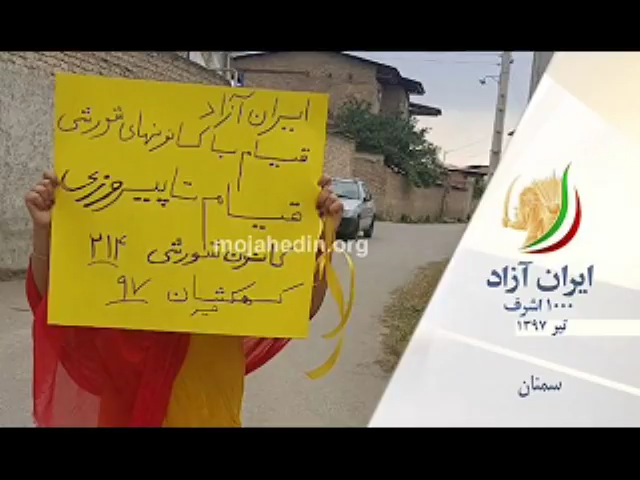 ایران آزاد
قیام با کانونهای شورشی
قیام تا پیروزی
کانون شورشی ۲۱۴
کهکشان ۹۷
تیر
mojahedin.org
ایران آزاد
۱۰۰۰ اشرف
تیر ۱۳۹۷
سمنان